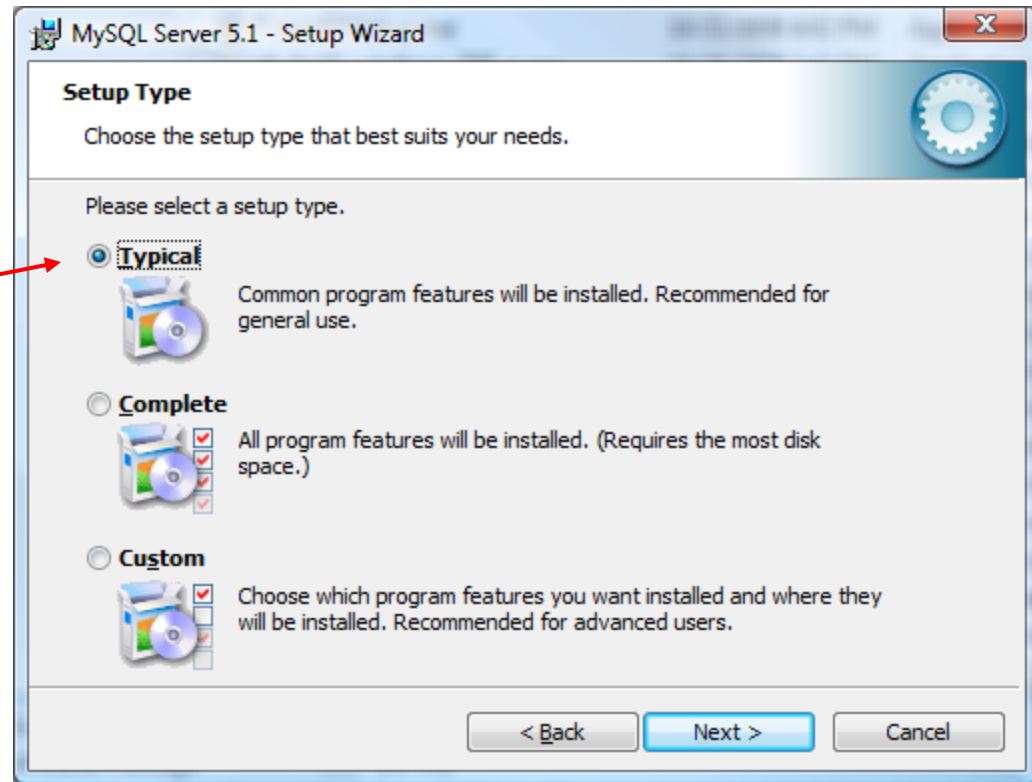 MySQL Server 5.1 - Setup Wizard
Setup Type
Choose the setup type that best suits your needs.
Please select a setup type.
Typical
Common program features will be installed. Recommended for
general use.
Complete
All program features will be installed. (Requires the most disk
space.)
Custom
Choose which program features you want installed and where they
will be installed. Recommended for advanced users.
< Back
Next >
Cancel